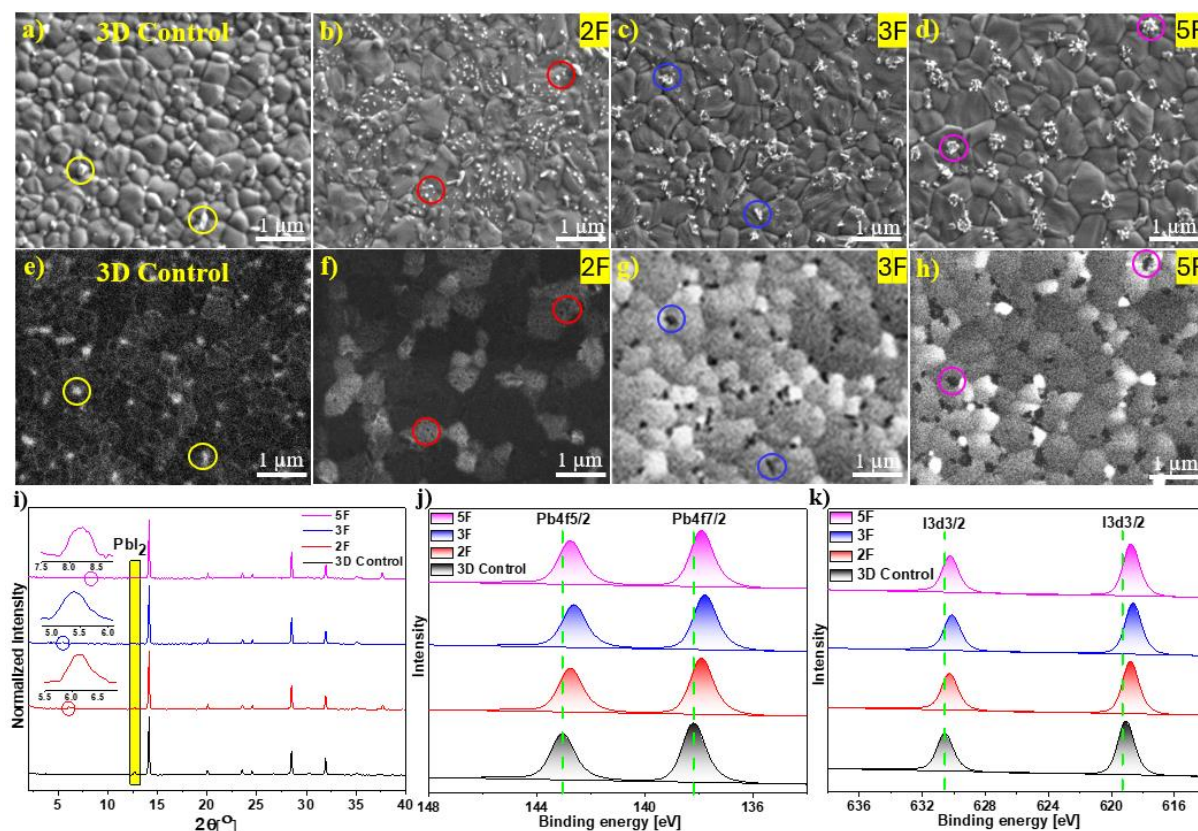 a) 3D Control
1 μm
b) 2F
1 μm
c) 3F
1 μm
d) 5F
1 μm
e) 3D Control
1 μm
f) 2F
1 μm
g) 3F
1 μm
h) 5F
1 μm
i)
5F
3F
2F
3D Control
PbI2
7.5 8.0 8.5
5.0 5.5 6.0
5.5 6.0 6.5
Normalized Intensity
5 10 15 20 25 30 35 40
2θ[O]
j)
Pb4f5/2 Pb4f7/2
5F
3F
2F
3D Control
Intensity
148 144 140 136
Binding energy [eV]
k)
I3d3/2 I3d3/2
5F
3F
2F
3D Control
Intensity
636 632 628 624 620 616
Binding energy [eV]